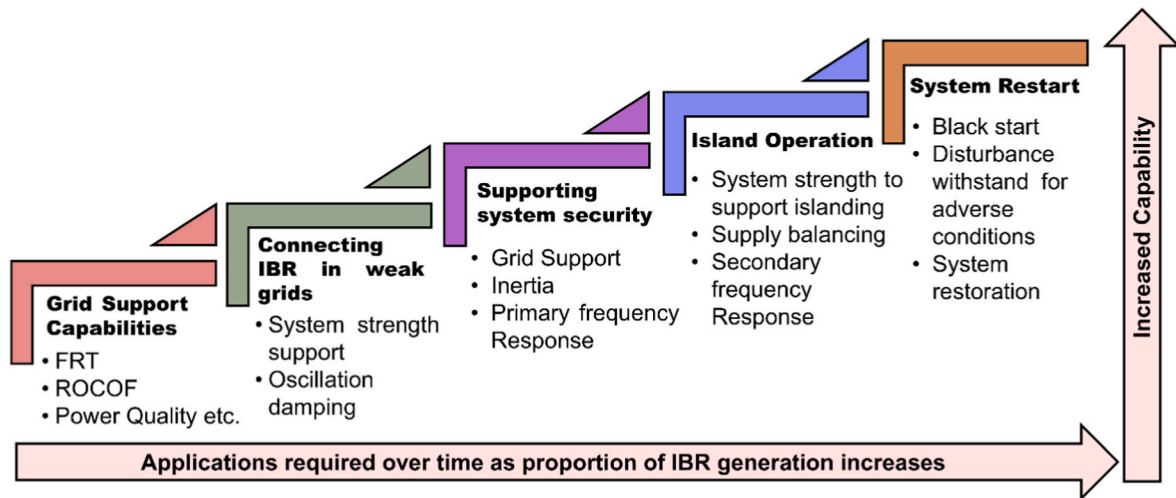 Grid Support
Capabilities
• FRT
• ROCOF
• Power Quality etc.
Connecting
IBR in weak
grids
• System strength
support
• Oscillation
damping
Supporting
system security
• Grid Support
• Inertia
• Primary frequency
Response
Island Operation
• System strength to
support islanding
• Supply balancing
• Secondary
frequency
Response
System Restart
• Black start
• Disturbance
withstand for
adverse
conditions
• System
restoration
Increased Capability
Applications required over time as proportion of IBR generation increases